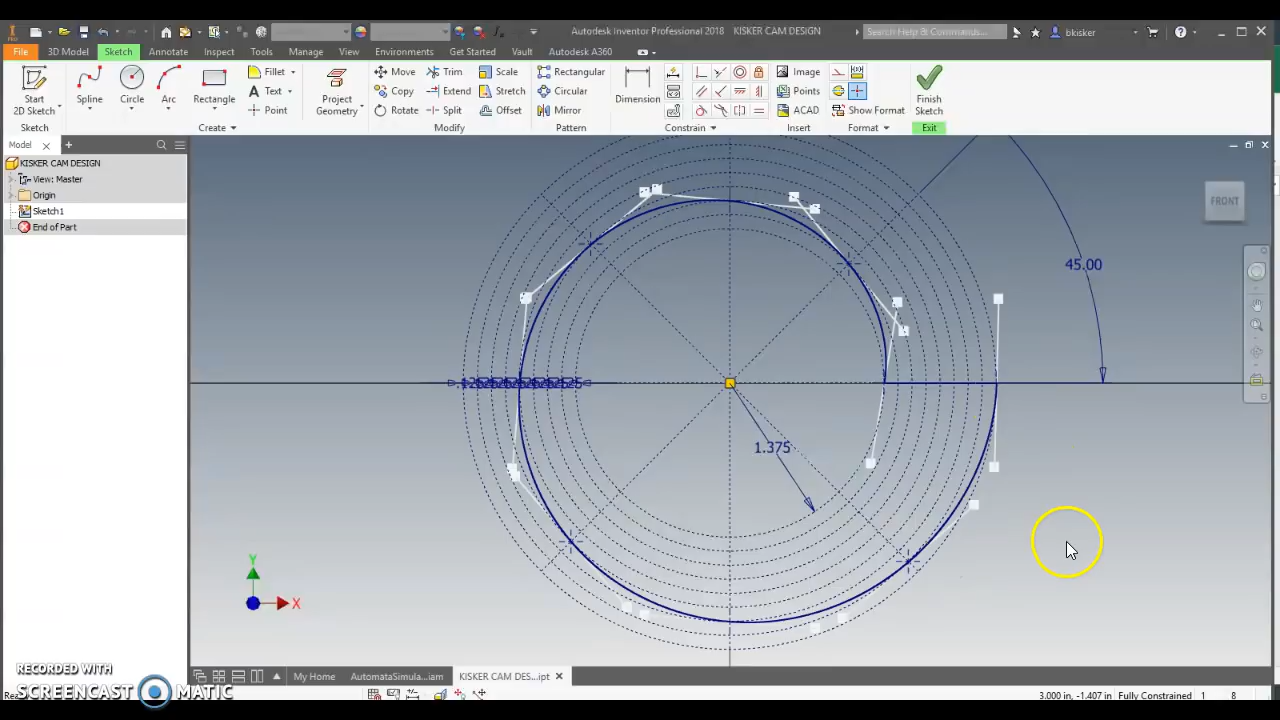 Autodesk Inventor Professional 2018 KISKER CAM DESIGN
Search Help & Commands...
bkisker
File 3D Model Sketch Annotate Inspect Tools Manage View Environments Get Started Vault Autodesk A360
Start 2D Sketch
Spline
Circle
Arc
Rectangle
Fillet
Text
Point
Project Geometry
Move Trim Scale
Copy Extend Stretch
Rotate Split Offset
Rectangular
Circular
Mirror
Dimension
Image
Points
ACAD
Show Format
Finish Sketch
Sketch Create Modify Pattern Constrain Insert Format Exit
Model
KISKER CAM DESIGN
View: Master
Origin
Sketch1
End of Part
FRONT
45.00
1.375
Y
X
RECORDED WITH
SCREENCAST MATIC
My Home AutomataSimula...iam KISKER CAM DES...ipt
3.000 in, -1.407 in Fully Constrained 1 8